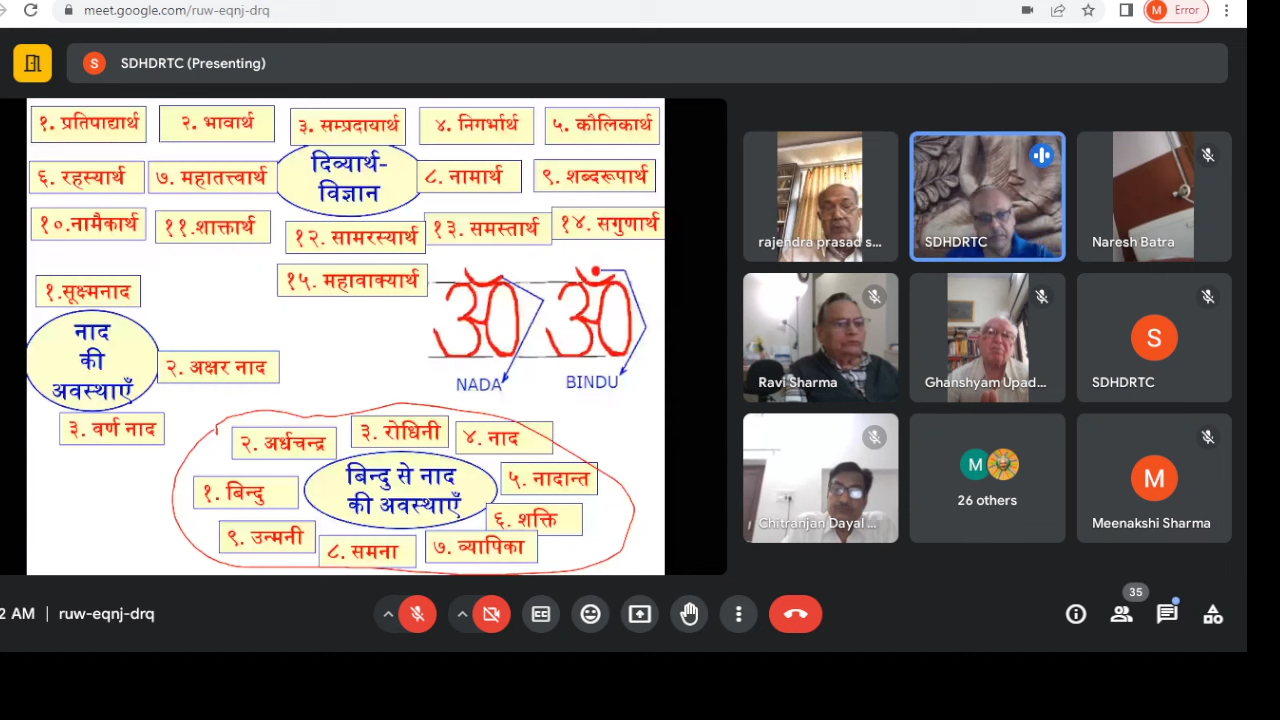 meet.google.com/ruw-eqnj-drq
M Error
S SDHDRTC (Presenting)
१. प्रतिपाद्यार्थ
२. भावार्थ
३. सम्प्रदायार्थ
४. निगर्भार्थ
५. कौलिकार्थ
६. रहस्यार्थ
७. महातत्त्वार्थ
दिव्यार्थ-
विज्ञान
८. नामार्थ
९. शब्दरूपार्थ
१०.नामैकार्थ
११.शाक्तार्थ
१२. सामरस्यार्थ
१३. समस्तार्थ
१४. सगुणार्थ
१५. महावाक्यार्थ
१.सूक्ष्मनाद
नाद
की
अवस्थाएँ
२. अक्षर नाद
३. वर्ण नाद
ॐ
NADA
BINDU
२. अर्धचन्द्र
३. रोधिनी
४. नाद
१. बिन्दु
बिन्दु से नाद
की अवस्थाएँ
५. नादान्त
६. शक्ति
९. उन्मनी
८. समना
७. व्यापिका
rajendra prasad s...
SDHDRTC
Naresh Batra
Ravi Sharma
Ghanshyam Upad...
S
SDHDRTC
Chitranjan Dayal ...
M
26 others
M
Meenakshi Sharma
2 AM | ruw-eqnj-drq
35